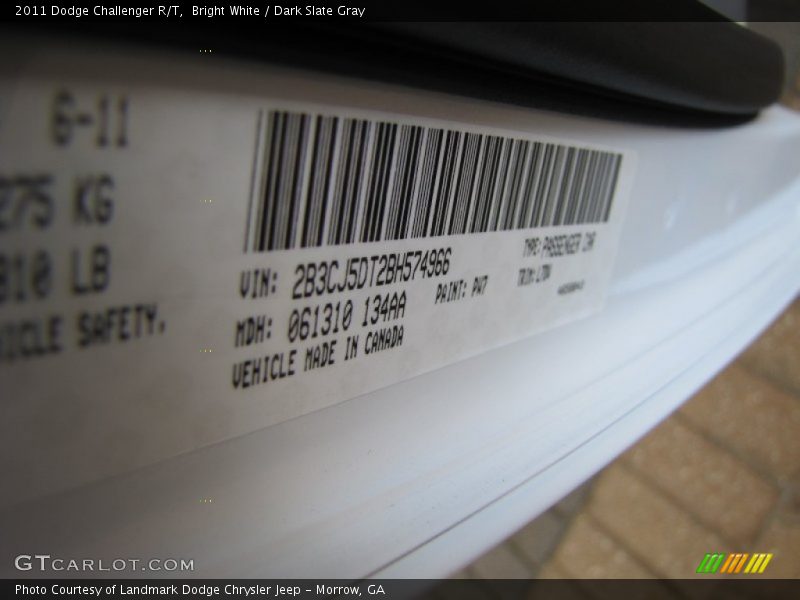 2011 Dodge Challenger R/T,  Bright White / Dark Slate Gray
6-11
275 KG
810 LB
SAFETY.
VIN: 2B3CJ5DT2BH574966
MDH: 061310 134AA
VEHICLE MADE IN CANADA
PAINT: PW7
TYPE: PASSENGER CAR
TRIM:
GTCARLOT.COM
Photo Courtesy of Landmark Dodge Chrysler Jeep - Morrow, GA